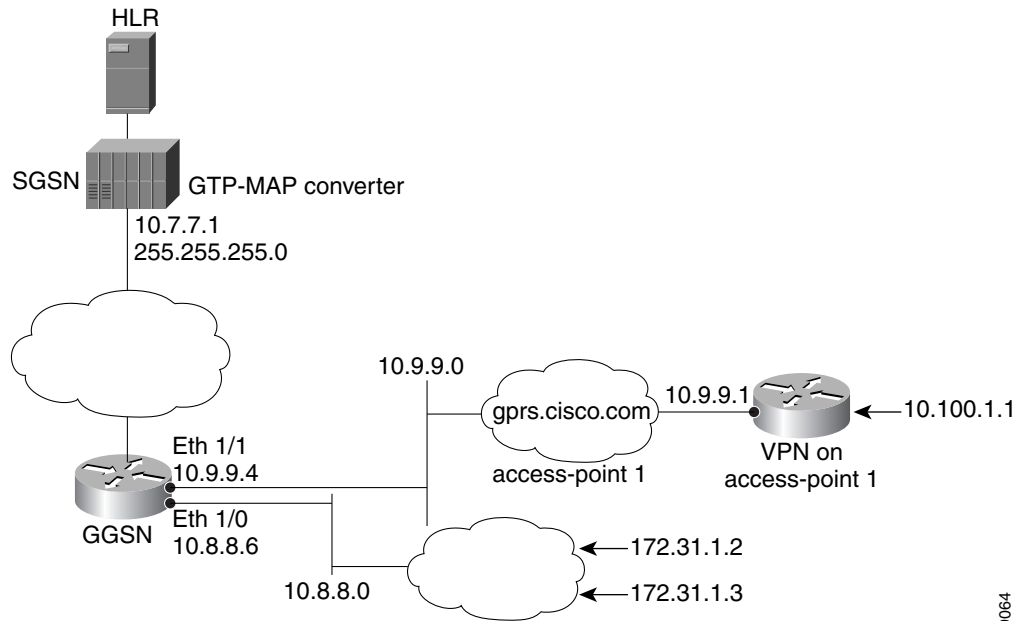 HLR
SGSN
GTP-MAP converter
10.7.7.1
255.255.255.0
10.9.9.0
gprs.cisco.com
access-point 1
10.9.9.1
10.100.1.1
VPN on
access-point 1
Eth 1/1
10.9.9.4
GGSN
Eth 1/0
10.8.8.6
10.8.8.0
172.31.1.2
172.31.1.3